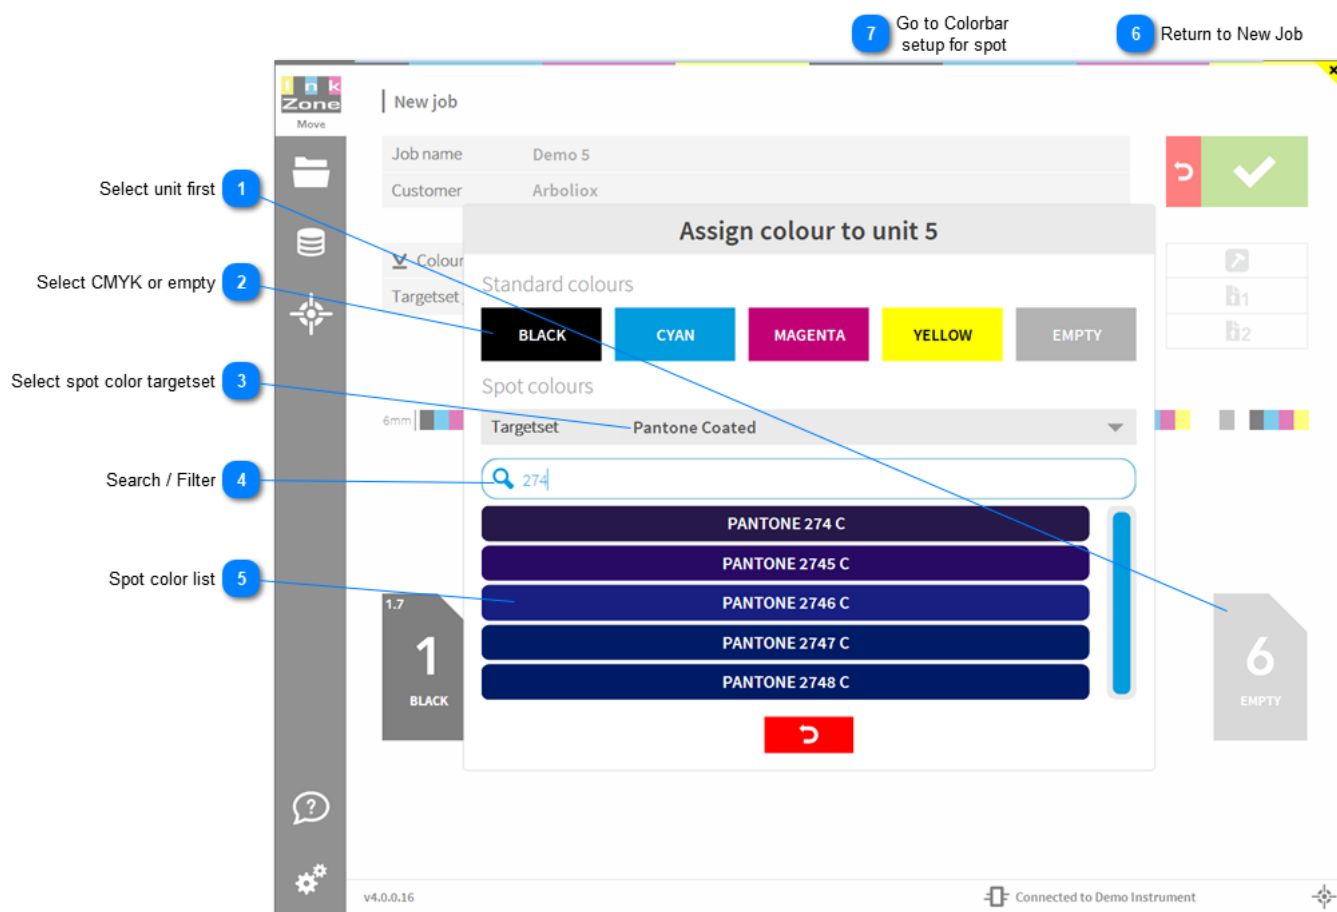 7
Go to Colorbar
setup for spot
6
Return to New Job
Ink
Zone
Move
New job
Job name
Demo 5
Customer
Arboliox
Select unit first
1
Assign colour to unit 5
Colour
Targetset
Standard colours
Select CMYK or empty
2
BLACK
CYAN
MAGENTA
YELLOW
EMPTY
1
2
Spot colours
Select spot color targetset
3
Targetset
Pantone Coated
6mm
Search / Filter
4
274
PANTONE 274 C
PANTONE 2745 C
Spot color list
5
PANTONE 2746 C
PANTONE 2747 C
PANTONE 2748 C
1.7
1
BLACK
6
EMPTY
?
v4.0.0.16
Connected to Demo Instrument